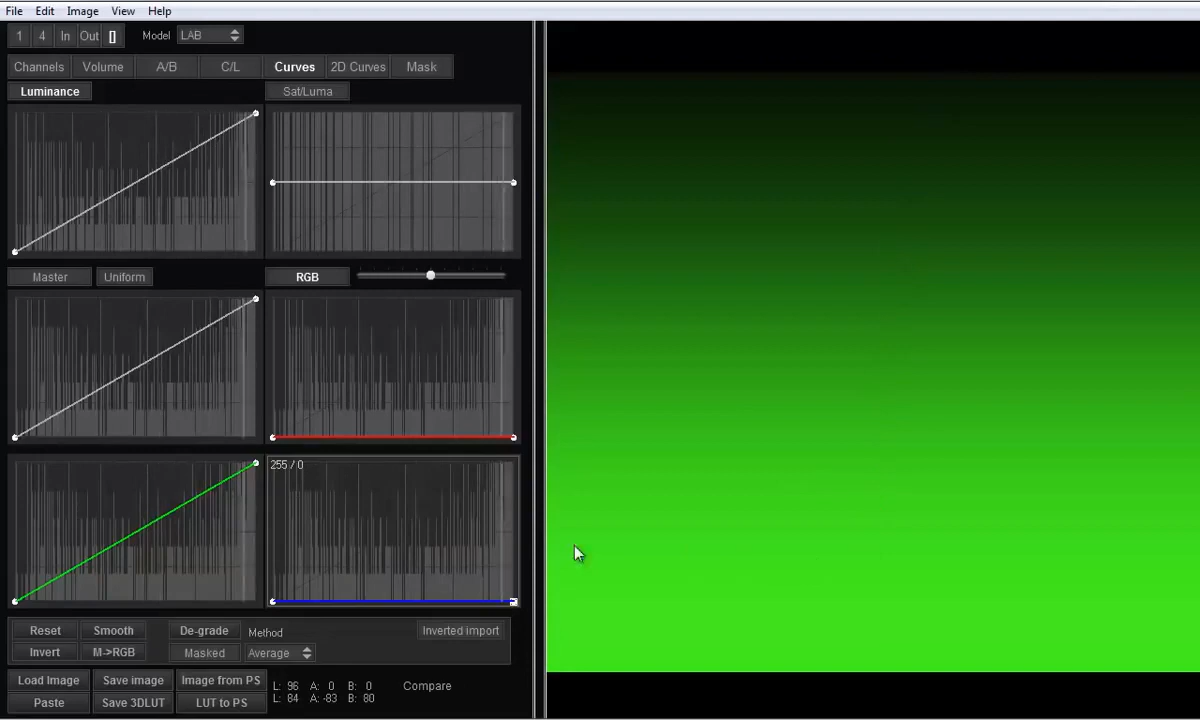 File Edit Image View Help
1 4 In Out [] Model LAB
Channels Volume A/B C/L Curves 2D Curves Mask
Luminance Sat/Luma
Master Uniform RGB
255 / 0
Reset Smooth De-grade Method Inverted import
Invert M->RGB Masked Average
Load Image Save image Image from PS L: 96 A: 0 B: 0 Compare
Paste Save 3DLUT LUT to PS L: 84 A: -83 B: 80